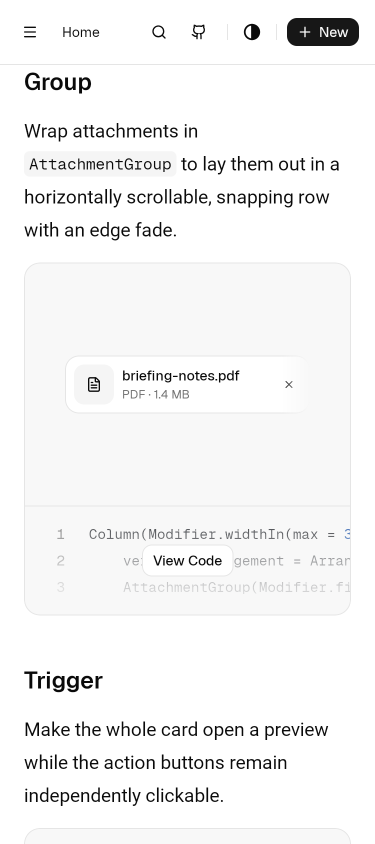 Home
New
Group
Wrap attachments in
AttachmentGroup to lay them out in a
horizontally scrollable, snapping row
with an edge fade.
briefing-notes.pdf
PDF · 1.4 MB
1 Column(Modifier.widthIn(max = 3
2 ve
View Code
gement = Arran
3 AttachmentGroup(Modifier.fi
Trigger
Make the whole card open a preview
while the action buttons remain
independently clickable.